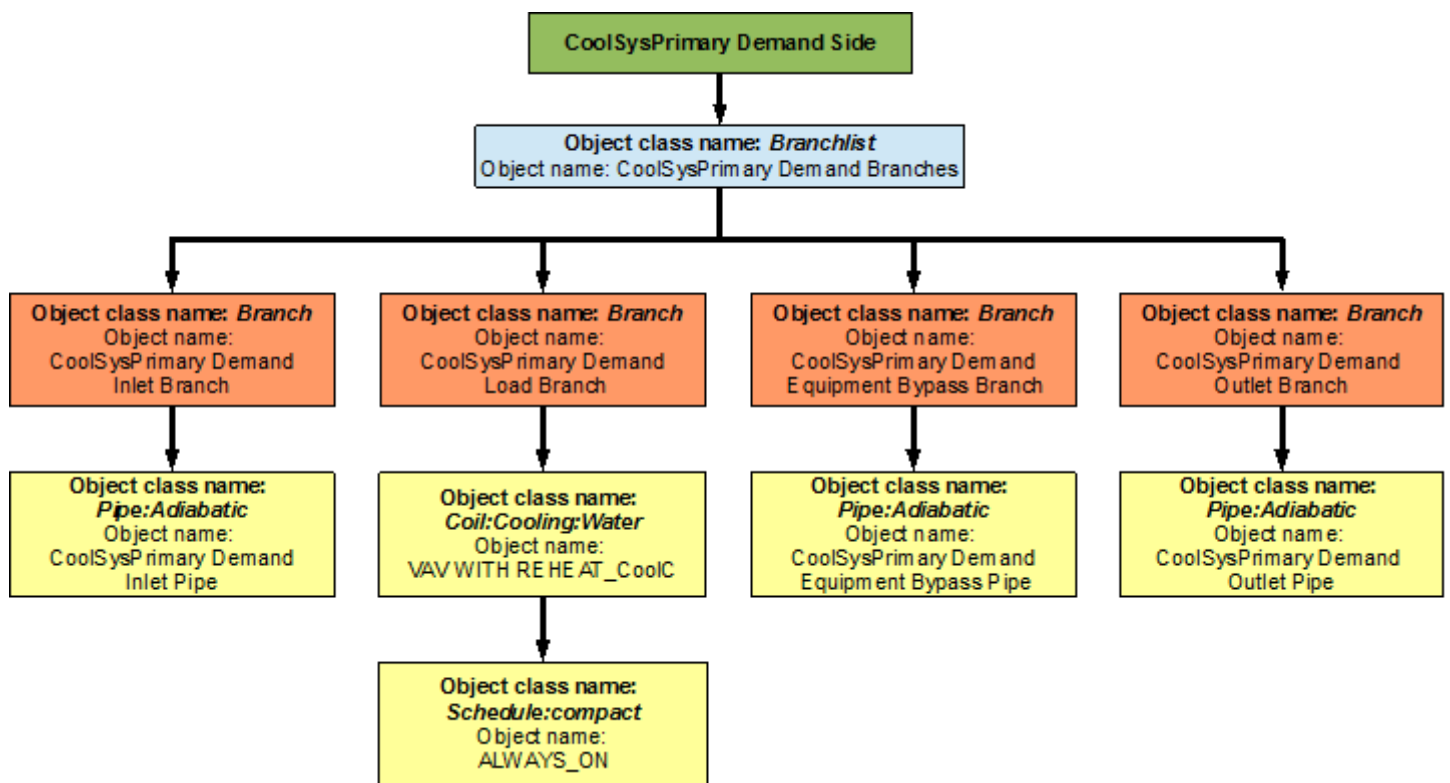 CoolSysPrimary Demand Side
Object class name: Branchlist
Object name: CoolSysPrimary Demand Branches
Object class name: Branch
Object name:
CoolSysPrimary Demand
Inlet Branch
Object class name: Branch
Object name:
CoolSysPrimary Demand
Load Branch
Object class name: Branch
Object name:
CoolSysPrimary Demand
Equipment Bypass Branch
Object class name: Branch
Object name:
CoolSysPrimary Demand
Outlet Branch
Object class name:
Pipe:Adiabatic
Object name:
CoolSysPrimary Demand
Inlet Pipe
Object class name:
Coil:Cooling:Water
Object name:
VAV WITH REHEAT_CoolC
Object class name:
Pipe:Adiabatic
Object name:
CoolSysPrimary Demand
Equipment Bypass Pipe
Object class name:
Pipe:Adiabatic
Object name:
CoolSysPrimary Demand
Outlet Pipe
Object class name:
Schedule:compact
Object name:
ALWAYS_ON